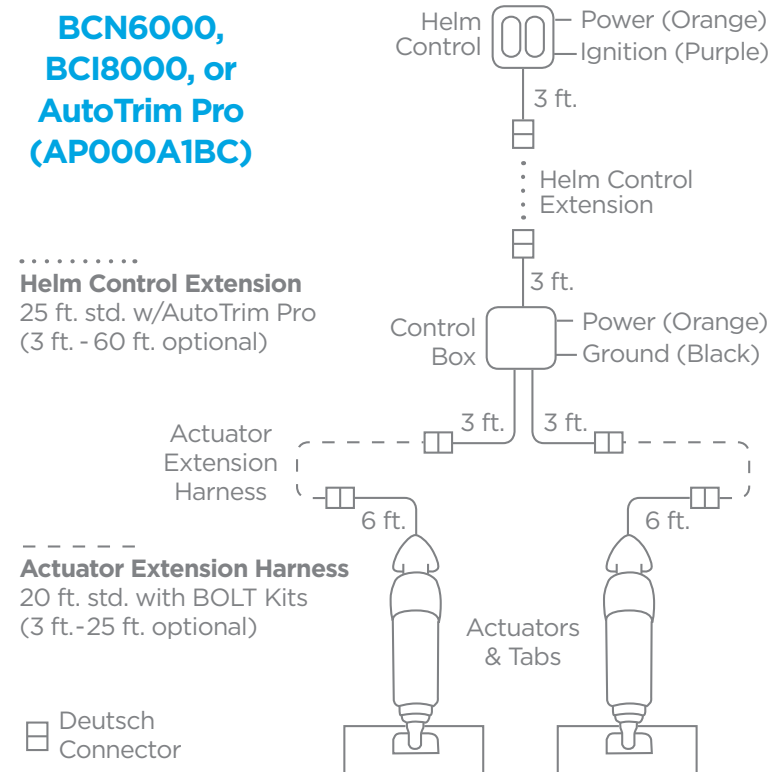 BCN6000,
BCI8000, or
AutoTrim Pro
(AP000A1BC)
Helm
Control
Power (Orange)
Ignition (Purple)
3 ft.
Helm Control
Extension
3 ft.
Helm Control Extension
25 ft. std. w/AutoTrim Pro
(3 ft. - 60 ft. optional)
Control
Box
Power (Orange)
Ground (Black)
3 ft.
3 ft.
Actuator
Extension
Harness
6 ft.
6 ft.
Actuator Extension Harness
20 ft. std. with BOLT Kits
(3 ft.-25 ft. optional)
Actuators
& Tabs
Deutsch
Connector